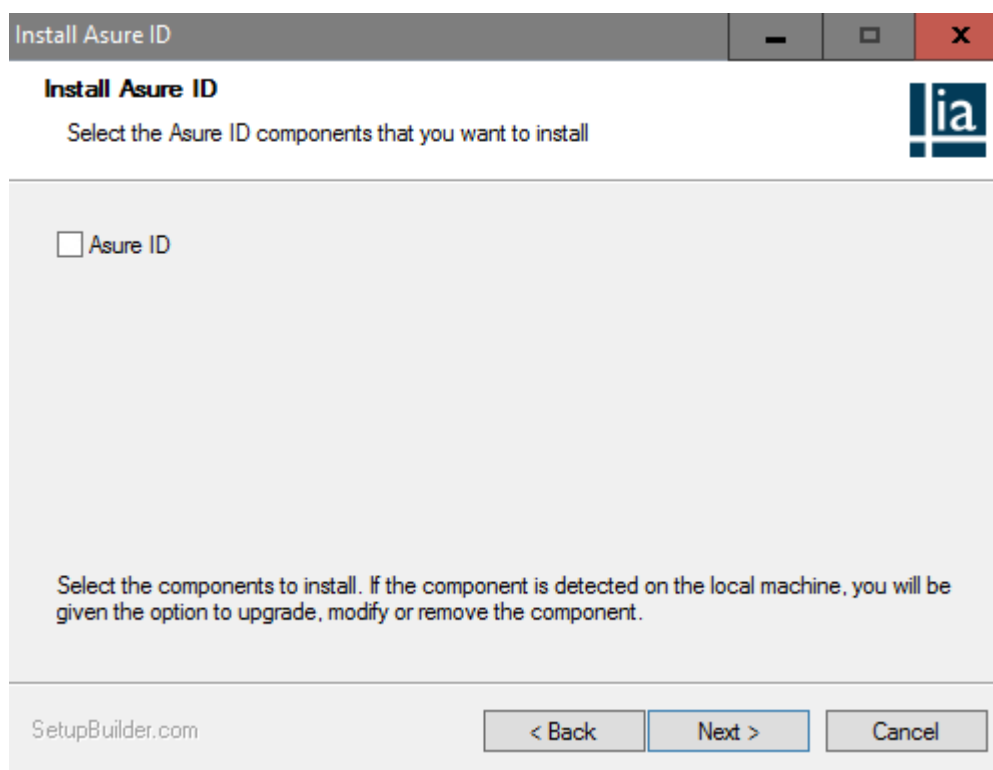 Install Asure ID
Install Asure ID
Select the Asure ID components that you want to install
ia
Asure ID
Select the components to install. If the component is detected on the local machine, you will be
given the option to upgrade, modify or remove the component.
SetupBuilder.com
< Back
Next >
Cancel